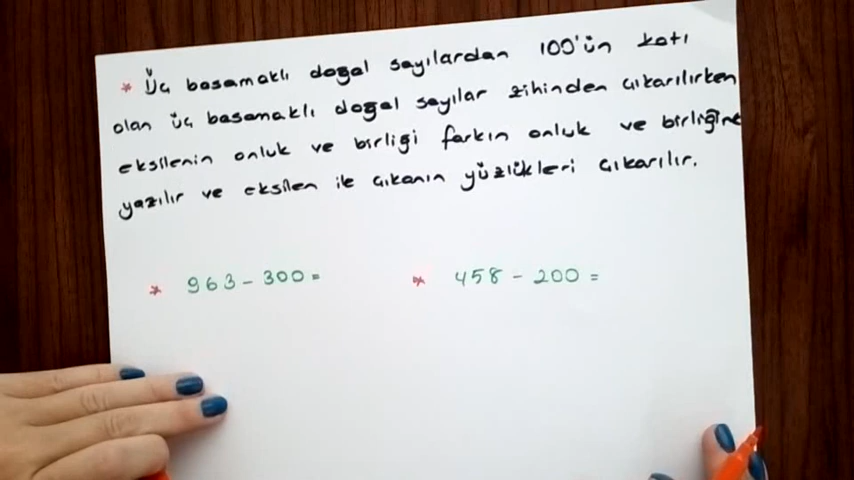 * Üç basamaklı doğal sayılardan 100'ün katı
olan üç basamaklı doğal sayılar zihinden çıkarılırken
eksilenin onluk ve birliği farkın onluk ve birliğine
yazılır ve eksilen ile çıkanın yüzlükleri çıkarılır.
* 963 - 300 = * 458 - 200 =